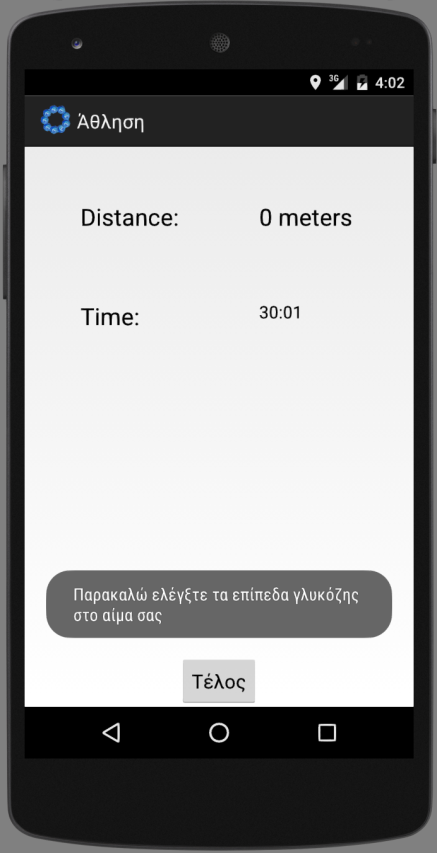 3G 4:02
Άθληση
Distance: 0 meters
Time: 30:01
Παρακαλώ ελέγξτε τα επίπεδα γλυκόζης
στο αίμα σας
Τέλος